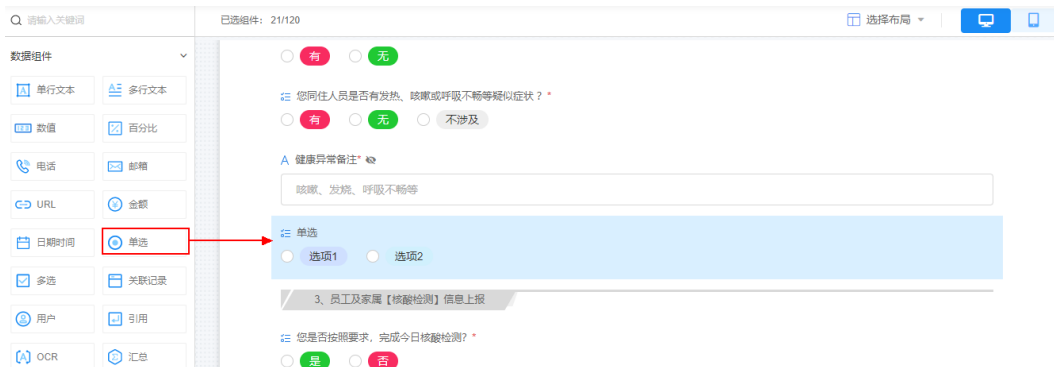 请输入关键词
已选组件： 21/120
选择布局
数据组件
单行文本
多行文本
数值
百分比
电话
邮箱
URL
金额
日期时间
单选
多选
关联记录
用户
引用
OCR
汇总
有 无
您同住人员是否有发热、咳嗽或呼吸不畅等疑似症状？*
有 无 不涉及
健康异常备注*
咳嗽、发烧、呼吸不畅等
单选
选项1 选项2
3、员工及家属【核酸检测】信息上报
您是否按照要求，完成今日核酸检测? *
是 否